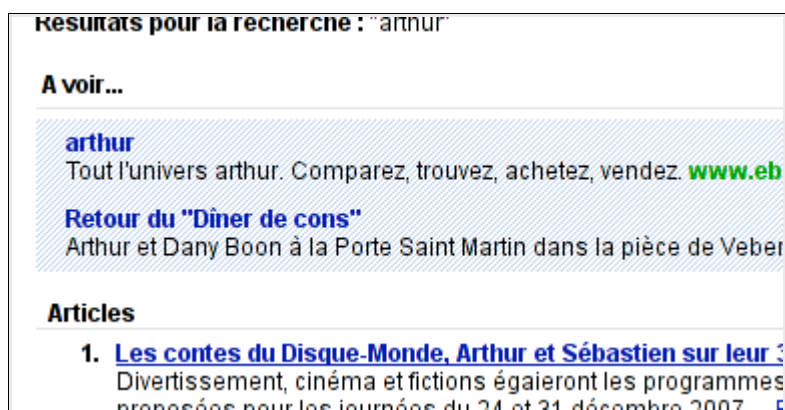 Résultats pour la recherche : "arthur"
A voir...
arthur
Tout l'univers arthur. Comparez, trouvez, achetez, vendez. www.eb
Retour du "Dîner de cons"
Arthur et Dany Boon à la Porte Saint Martin dans la pièce de Veber
Articles
1. Les contes du Disque-Monde, Arthur et Sébastien sur leur
Divertissement, cinéma et fictions égaieront les programmes
proposées pour les journées du 24 et 31 décembre 2007